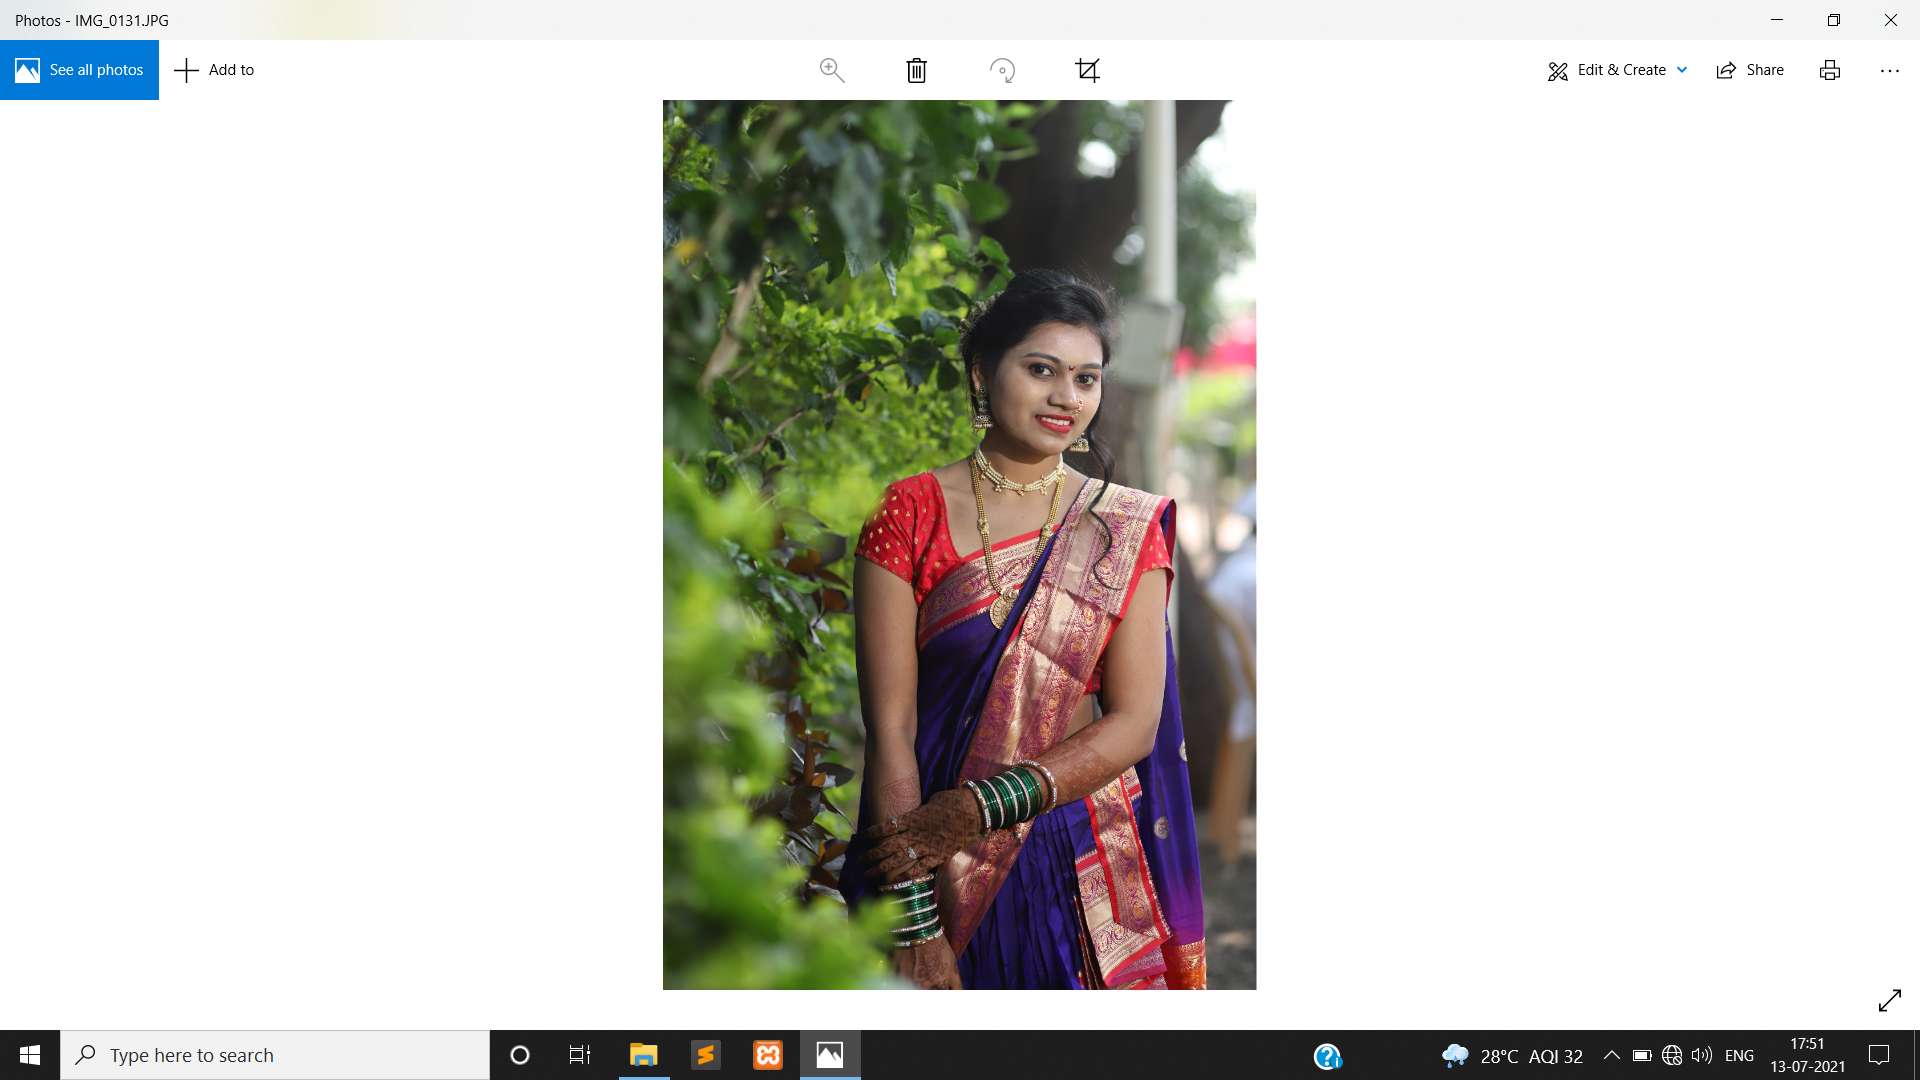 Photos - IMG_0131.JPG
See all photos
Add to
Edit & Create
Share
Type here to search
28°C AQI 32
ENG
17:51
13-07-2021